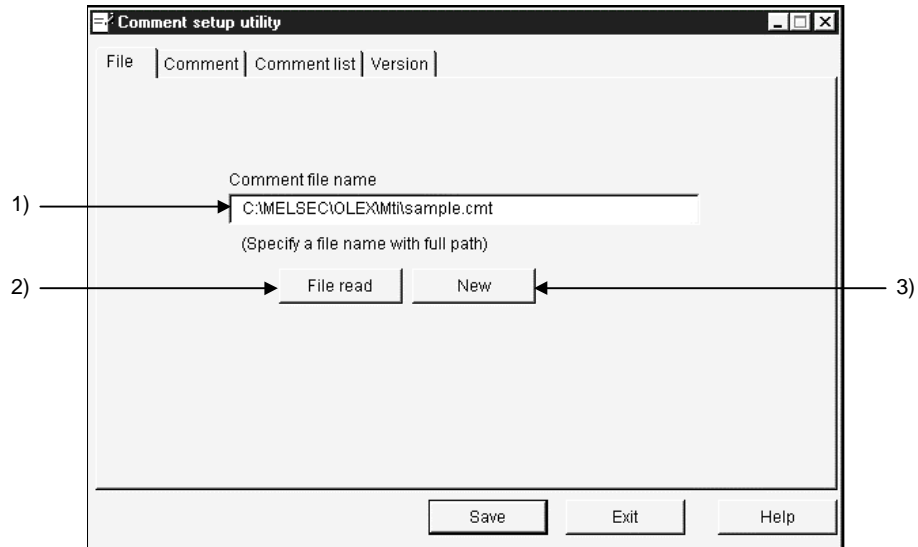 Comment setup utility
File Comment Comment list Version
Comment file name
1)
C:\MELSEC\OLEX\Mti\sample.cmt
(Specify a file name with full path)
2)
File read New
3)
Save Exit Help